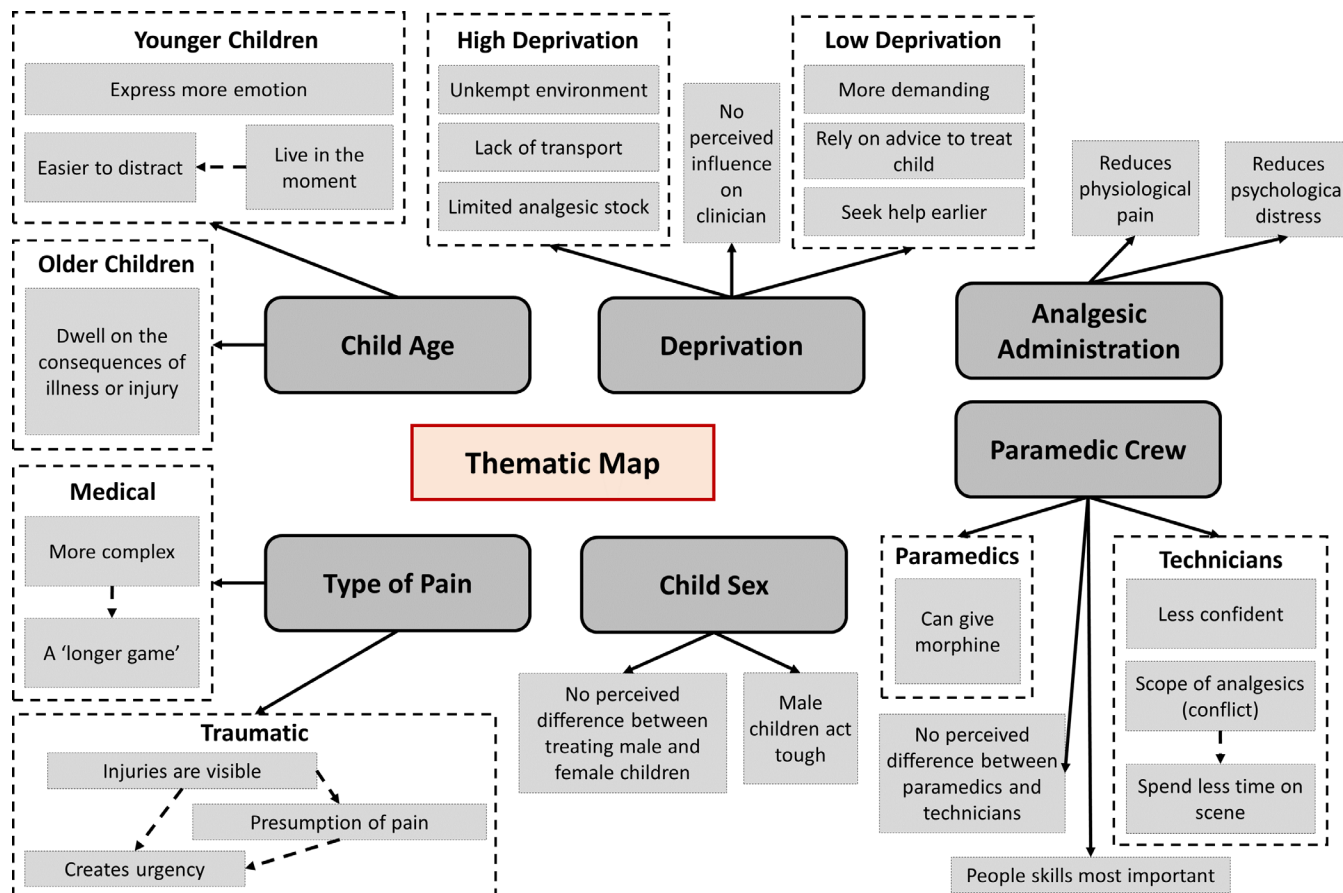 Younger Children
Express more emotion
Easier to distract
Live in the
moment
High Deprivation
Unkempt environment
Lack of transport
Limited analgesic stock
No
perceived
influence
on
clinician
Low Deprivation
More demanding
Rely on advice to treat
child
Seek help earlier
Reduces
physiological
pain
Reduces
psychologica
distress
Older Children
Dwell on the
consequences of
illness or injury
Child Age
Deprivation
Analgesic
Administration
Thematic Map
Paramedic Crew
Medical
More complex
A ‘longer game’
Type of Pain
Child Sex
Paramedics
Can give
morphine
Technicians
Less confident
Scope of analgesics
(conflict)
Spend less time on
scene
No perceived
difference between
treating male and
female children
Male
children act
tough
No perceived
difference between
paramedics and
technicians
Traumatic
Injuries are visible
Presumption of pain
Creates urgency
People skills most important